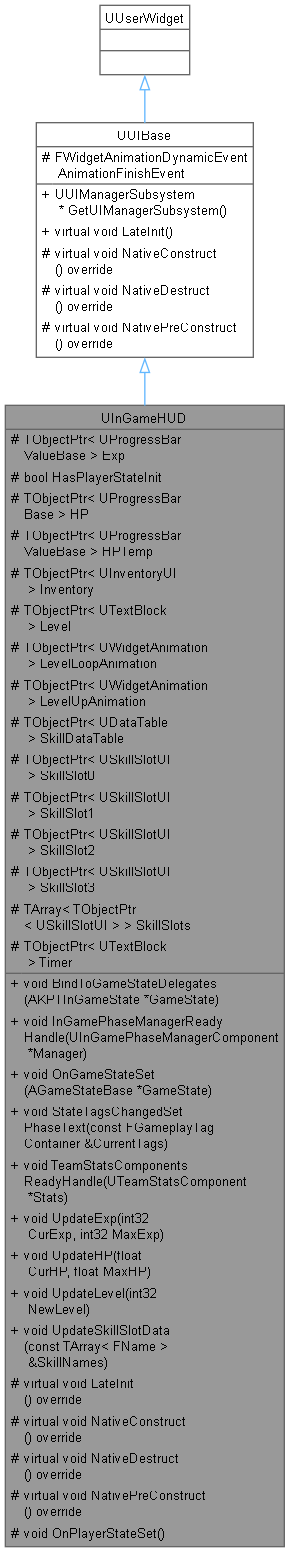 UUserWidget
UUIBase
# FWidgetAnimationDynamicEvent
AnimationFinishEvent
+ UUIManagerSubsystem
* GetUIManagerSubsystem()
+ virtual void LateInit()
# virtual void NativeConstruct
() override
# virtual void NativeDestruct
() override
# virtual void NativePreConstruct
() override
UInGameHUD
# TObjectPtr< UProgressBar
ValueBase > Exp
# bool HasPlayerStateInit
# TObjectPtr< UProgressBar
Base > HP
# TObjectPtr< UProgressBar
ValueBase > HPTemp
# TObjectPtr< UInventoryUI
> Inventory
# TObjectPtr< UTextBlock
> Level
# TObjectPtr< UWidgetAnimation
> LevelLoopAnimation
# TObjectPtr< UWidgetAnimation
> LevelUpAnimation
# TObjectPtr< UDataTable
> SkillDataTable
# TObjectPtr< USkillSlotUI
> SkillSlot0
# TObjectPtr< USkillSlotUI
> SkillSlot1
# TObjectPtr< USkillSlotUI
> SkillSlot2
# TObjectPtr< USkillSlotUI
> SkillSlot3
# TArray< TObjectPtr
< USkillSlotUI > > SkillSlots
# TObjectPtr< UTextBlock
> Timer
+ void BindToGameStateDelegates
(AKPTInGameState *GameState)
+ void InGamePhaseManagerReady
Handle(UInGamePhaseManagerComponent
*Manager)
+ void OnGameStateSet
(AGameStateBase *GameState)
+ void StateTagsChangedSet
PhaseText(const FGameplayTag
Container &CurrentTags)
+ void TeamStatsComponents
ReadyHandle(UTeamStatsComponent
*Stats)
+ void UpdateExp(int32
CurExp, int32 MaxExp)
+ void UpdateHP(float
CurHP, float MaxHP)
+ void UpdateLevel(int32
NewLevel)
+ void UpdateSkillSlotData
(const TArray< FName >
&SkillNames)
# virtual void LateInit
() override
# virtual void NativeConstruct
() override
# virtual void NativeDestruct
() override
# virtual void NativePreConstruct
() override
# void OnPlayerStateSet()